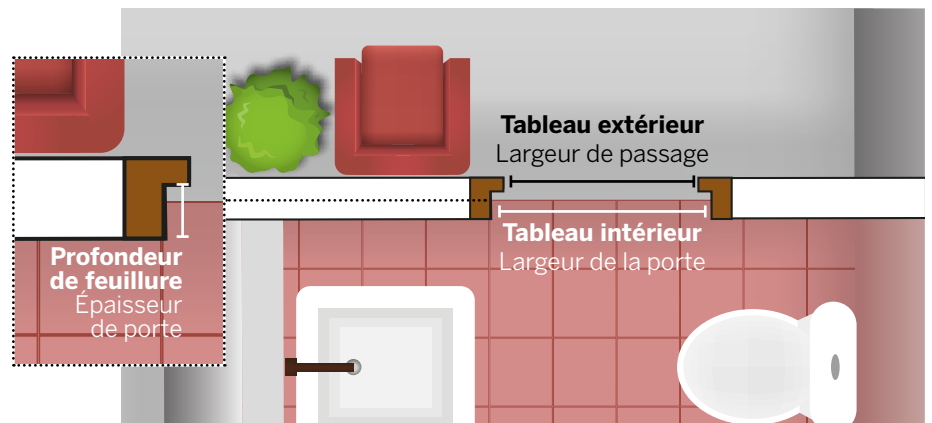 Tableau extérieur
Largeur de passage
Tableau intérieur
Largeur de la porte
Profondeur
de feuillure
Épaisseur
de porte